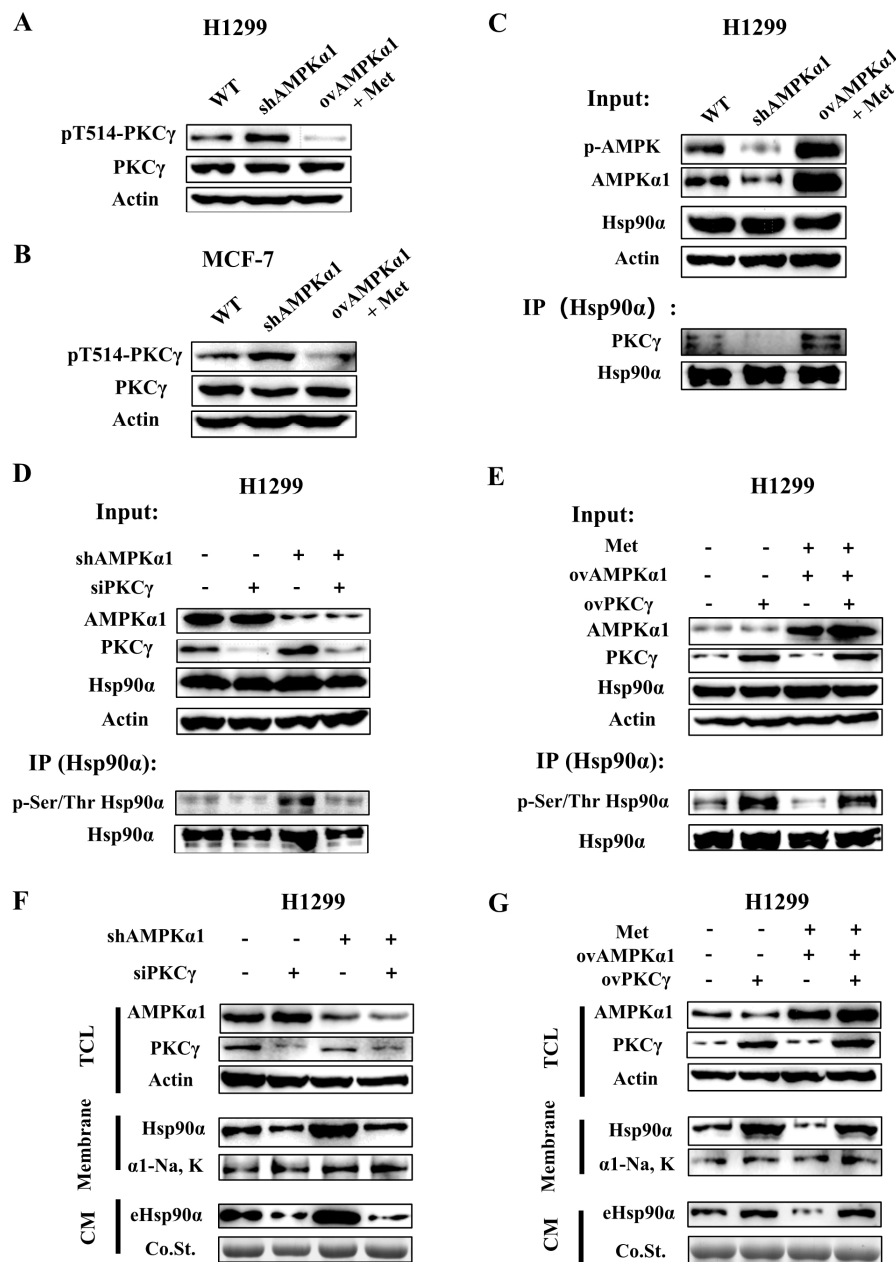 A
H1299
WT
shAMPKα1
ovAMPKα1
+ Met
pT514-PKCγ
PKCγ
Actin
B
MCF-7
WT
shAMPKα1
ovAMPKα1
+ Met
pT514-PKCγ
PKCγ
Actin
C
H1299
Input:
WT
shAMPKα1
ovAMPKα1
+ Met
p-AMPK
AMPKα1
Hsp90α
Actin
IP (Hsp90α) :
PKCγ
Hsp90α
D
H1299
Input:
shAMPKα1 - - + +
siPKCγ - + - +
AMPKα1
PKCγ
Hsp90α
Actin
IP (Hsp90α):
p-Ser/Thr Hsp90α
Hsp90α
E
H1299
Input:
Met - - + +
ovAMPKα1 - - + +
ovPKCγ - + - +
AMPKα1
PKCγ
Hsp90α
Actin
IP (Hsp90α):
p-Ser/Thr Hsp90α
Hsp90α
F
H1299
shAMPKα1 - - + +
siPKCγ - + - +
TCL
AMPKα1
PKCγ
Actin
Membrane
Hsp90α
α1-Na, K
CM
eHsp90α
Co.St.
G
H1299
Met - - + +
ovAMPKα1 - - + +
ovPKCγ - + - +
TCL
AMPKα1
PKCγ
Actin
Membrane
Hsp90α
α1-Na, K
CM
eHsp90α
Co.St.